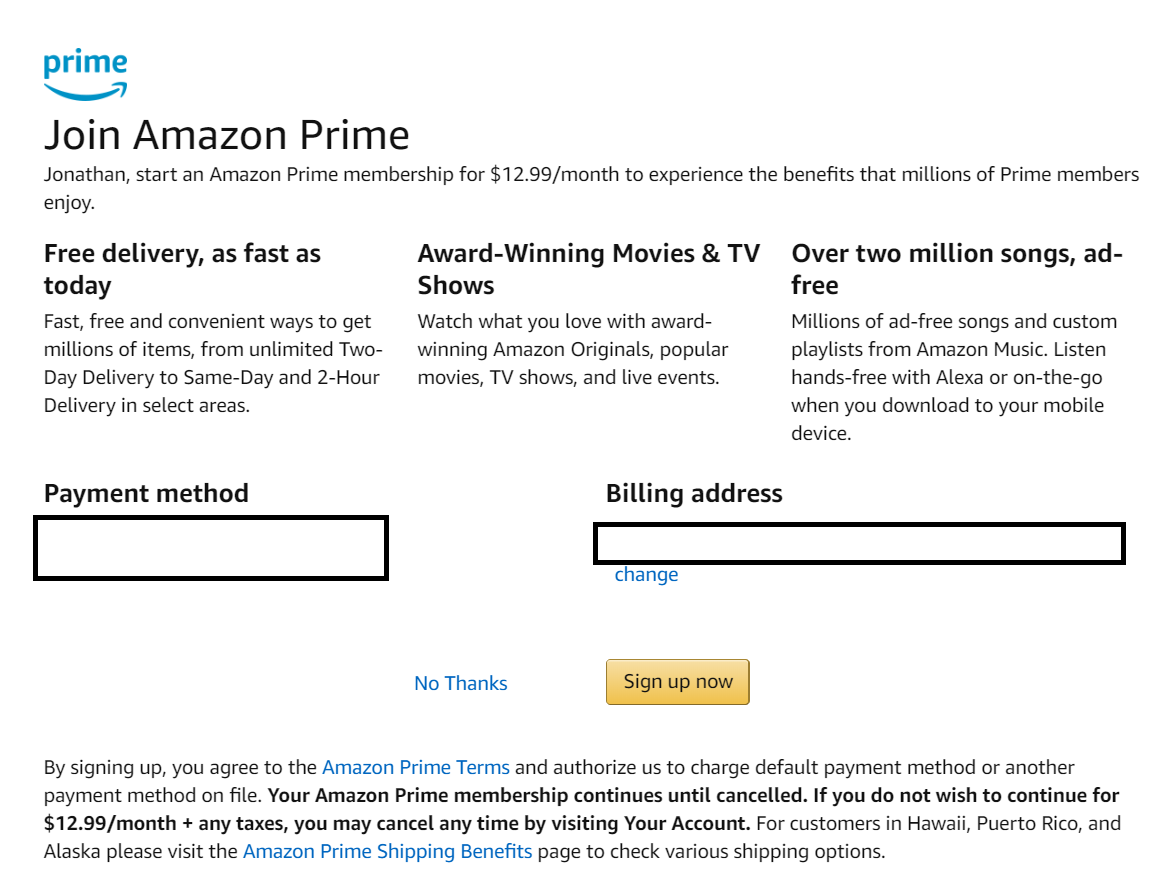 prime
Join Amazon Prime
Jonathan, start an Amazon Prime membership for $12.99/month to experience the benefits that millions of Prime members
enjoy.
Free delivery, as fast as
today
Fast, free and convenient ways to get
millions of items, from unlimited Two-
Day Delivery to Same-Day and 2-Hour
Delivery in select areas.
Award-Winning Movies & TV
Shows
Watch what you love with award-
winning Amazon Originals, popular
movies, TV shows, and live events.
Over two million songs, ad-
free
Millions of ad-free songs and custom
playlists from Amazon Music. Listen
hands-free with Alexa or on-the-go
when you download to your mobile
device.
Payment method
Billing address
change
No Thanks
Sign up now
By signing up, you agree to the Amazon Prime Terms and authorize us to charge default payment method or another
payment method on file. Your Amazon Prime membership continues until cancelled. If you do not wish to continue for
$12.99/month + any taxes, you may cancel any time by visiting Your Account. For customers in Hawaii, Puerto Rico, and
Alaska please visit the Amazon Prime Shipping Benefits page to check various shipping options.